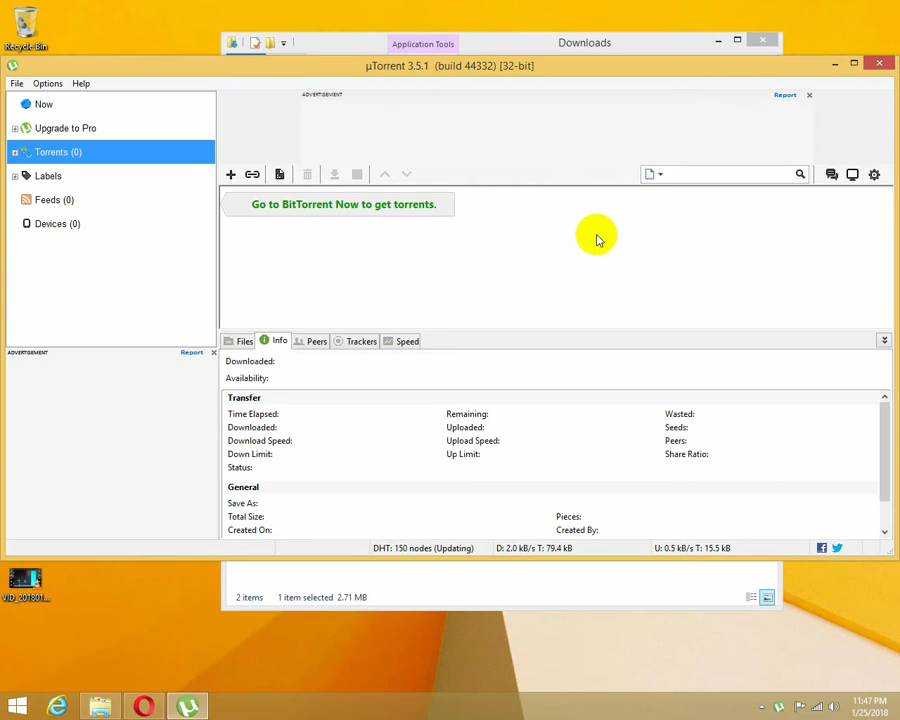 Recycle Bin
Application Tools
Downloads
µTorrent 3.5.1 (build 44332) [32-bit]
File Options Help
ADVERTISEMENT
Report
Now
Upgrade to Pro
Torrents (0)
Labels
Feeds (0)
Devices (0)
Go to BitTorrent Now to get torrents.
Files Info Peers Trackers Speed
ADVERTISEMENT
Report
Downloaded:
Availability:
Transfer
Time Elapsed: Remaining: Wasted:
Downloaded: Uploaded: Seeds:
Download Speed: Upload Speed: Peers:
Down Limit: Up Limit: Share Ratio:
Status:
General
Save As:
Total Size: Pieces:
Created On: Created By:
DHT: 150 nodes (Updating) D: 2.0 kB/s T: 79.4 kB U: 0.5 kB/s T: 15.5 kB
VID_201801...
2 items 1 item selected 2.71 MB
11:47 PM
1/25/2018